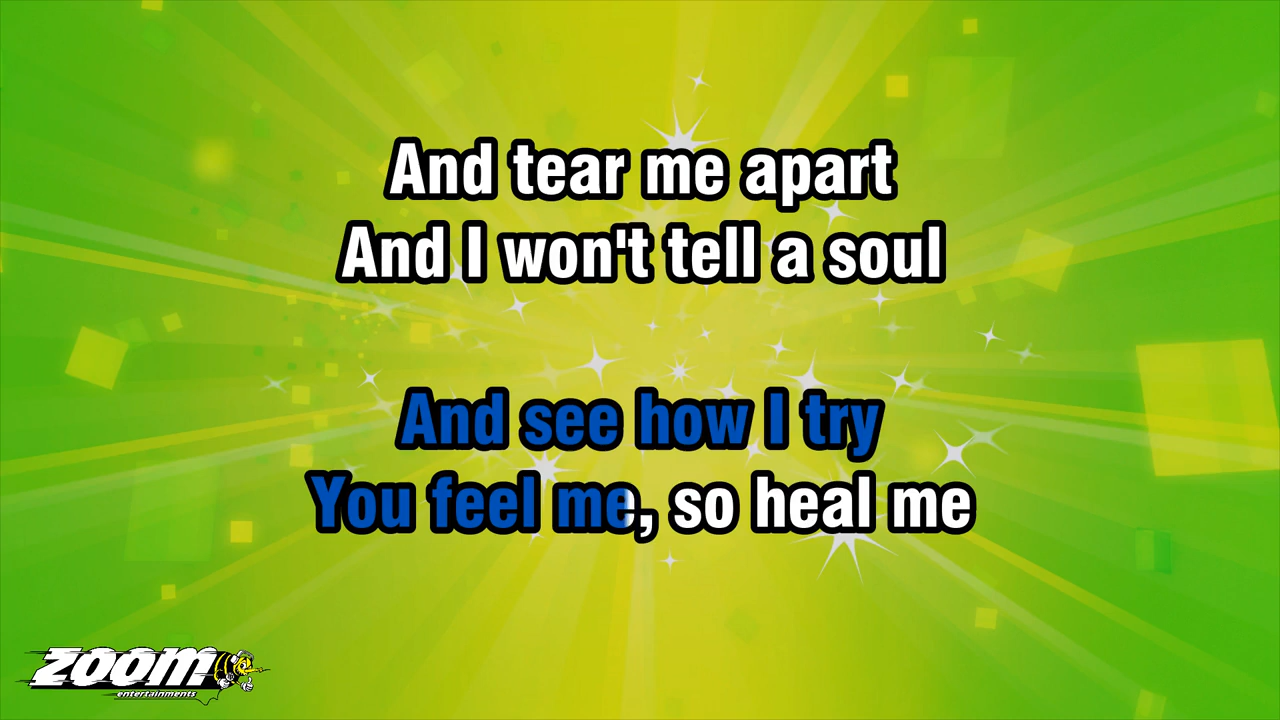 And tear me apart
And I won't tell a soul
And see how I try
You feel me, so heal me
ZOOM
entertainments